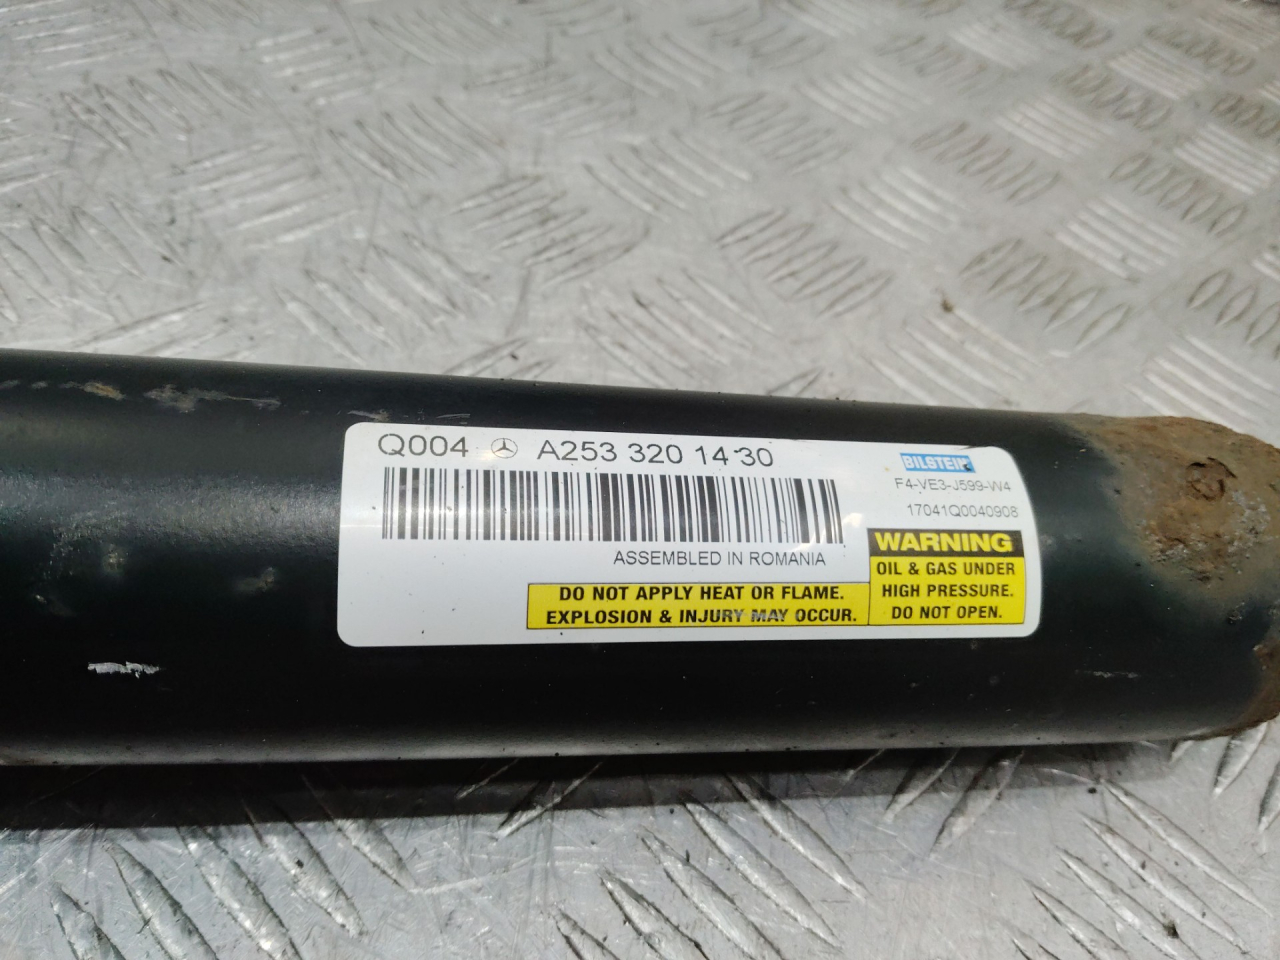 Q004 A253 320 14 30
BILSTEIN
F4-VE3-J599-W4
17041Q0040908
ASSEMBLED IN ROMANIA
DO NOT APPLY HEAT OR FLAME.
EXPLOSION & INJURY MAY OCCUR.
WARNING
OIL & GAS UNDER
HIGH PRESSURE.
DO NOT OPEN.